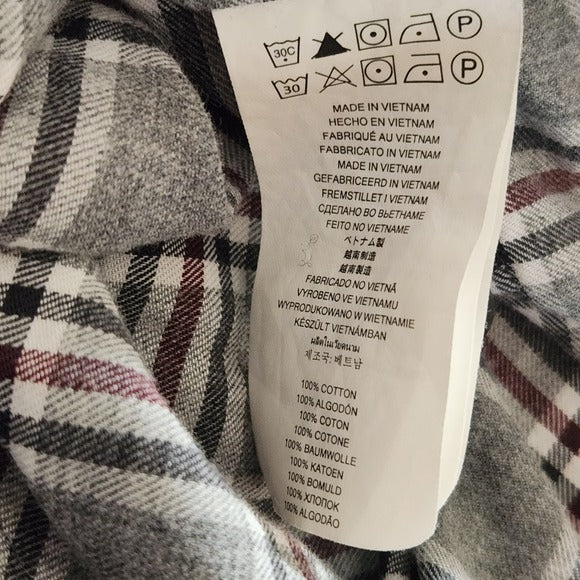 30C P
30 P
MADE IN VIETNAM
HECHO EN VIETNAM
FABRIQUÉ AU VIETNAM
FABBRICATO IN VIETNAM
MADE IN VIETNAM
GEFABRICEERD IN VIETNAM
FREMSTILLET I VIETNAM
СДЕЛАНО ВО ВЬЕТНАМЕ
FEITO NO VIETNAME
ベトナム製
越南制造
越南製造
FABRICADO NO VIETNÃ
VYROBENO VE VIETNAMU
WYPRODUKOWANO W WIETNAMIE
KÉSZÜLT VIETNÁMBAN
ผลิตในเวียดนาม
제조국: 베트남
100% COTTON
100% ALGODÓN
100% COTON
100% COTONE
100% BAUMWOLLE
100% KATOEN
100% BOMULD
100% ХЛОПОК
100% ALGODÃO